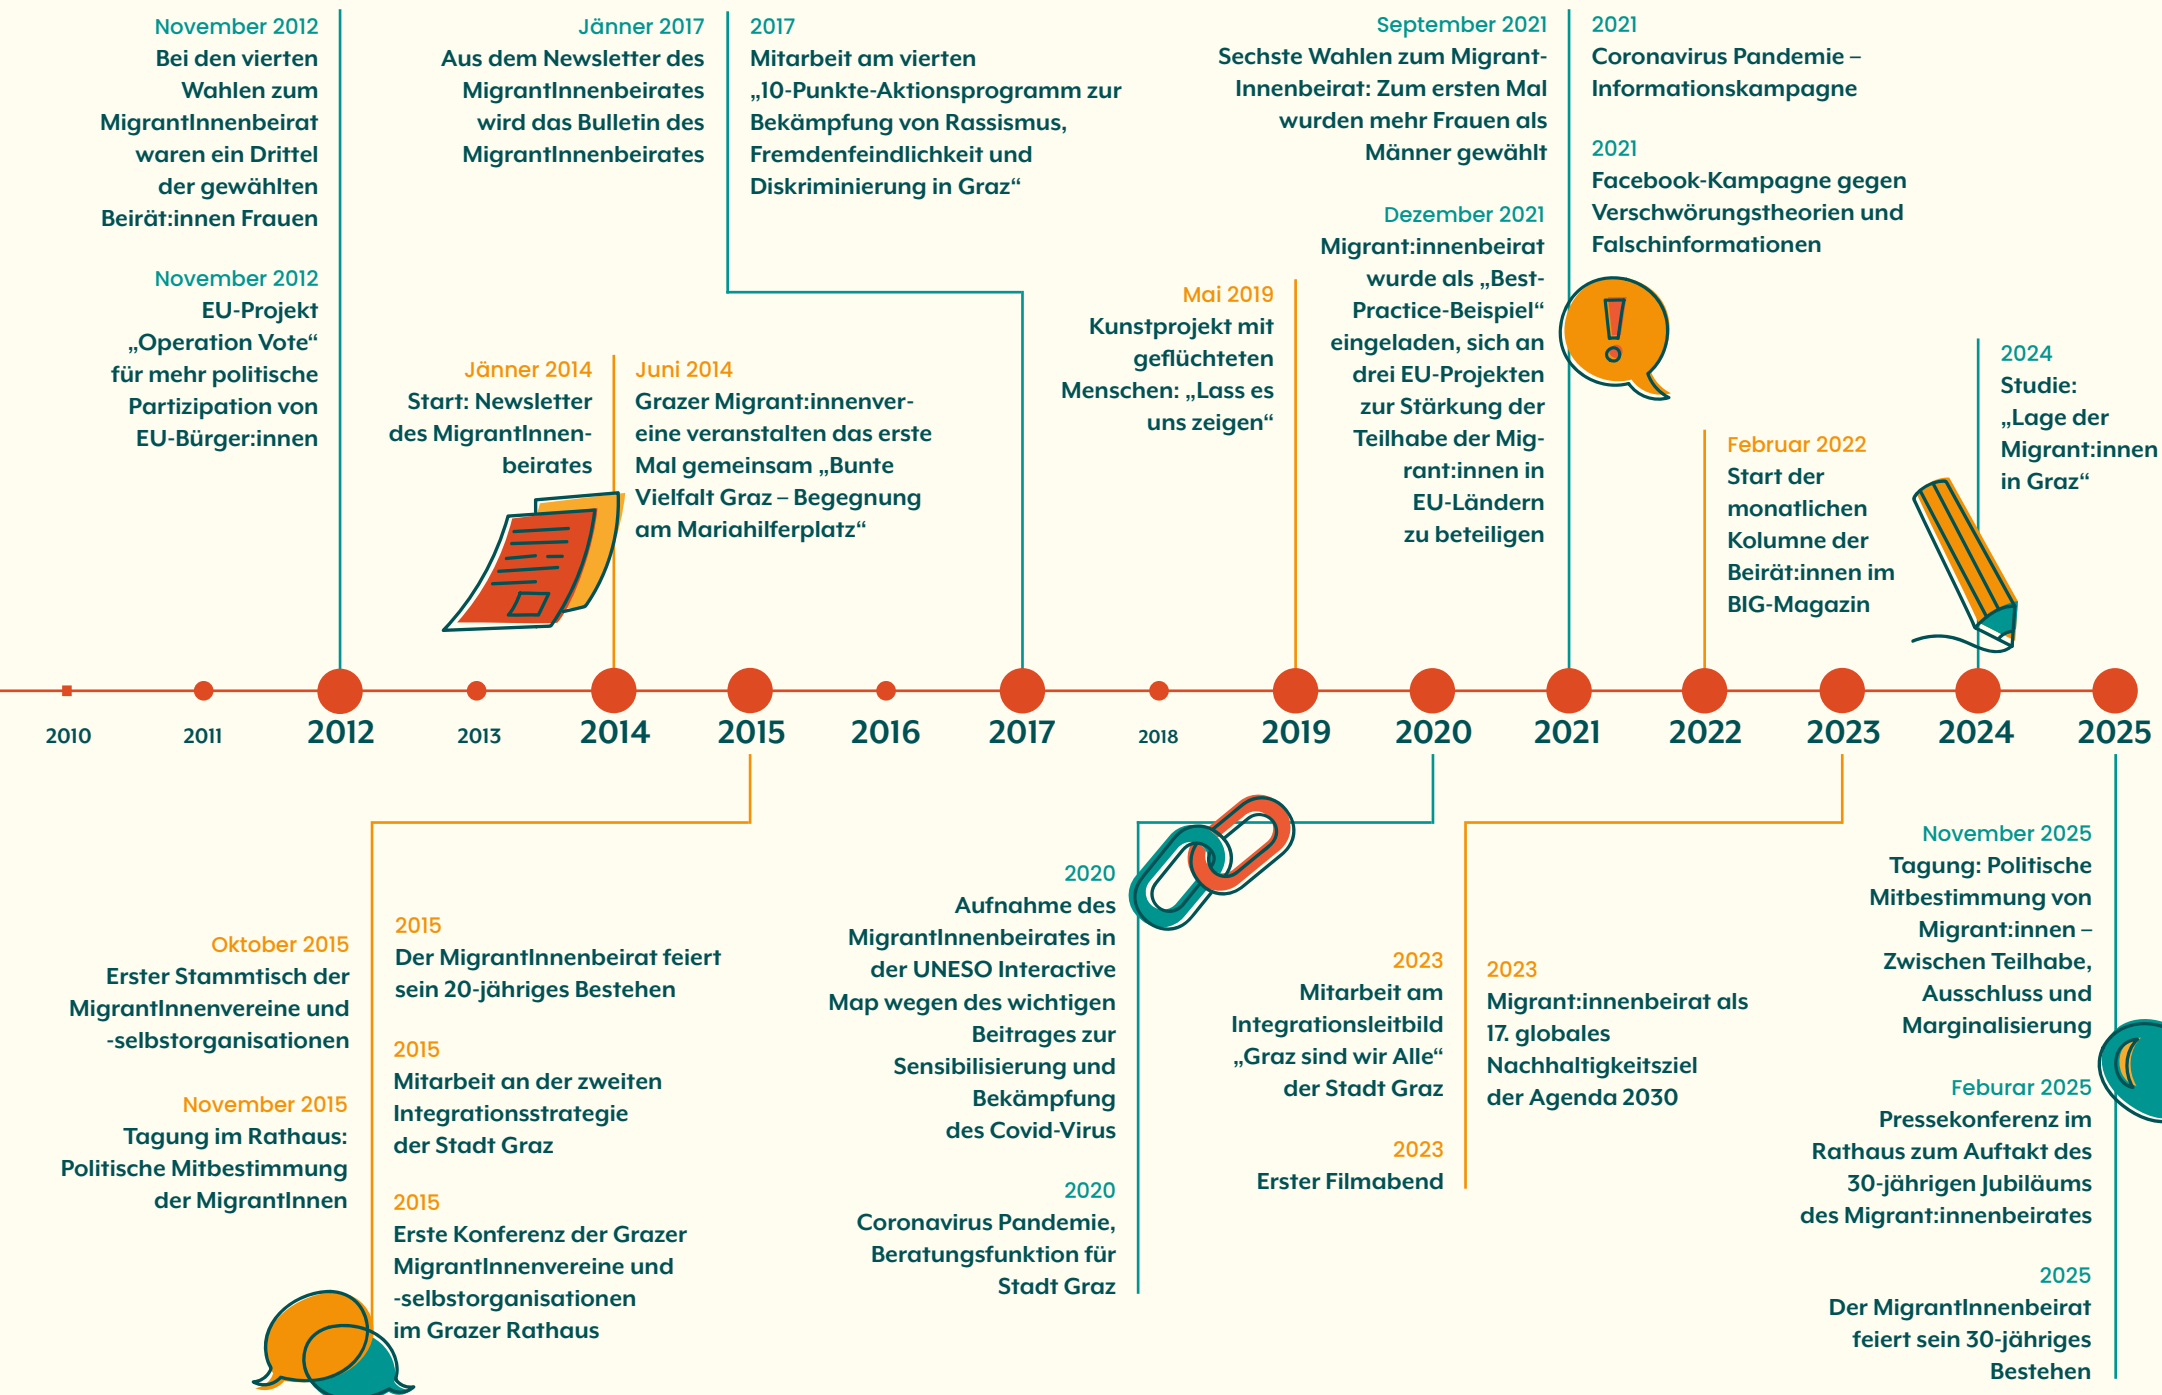 November 2012
Bei den vierten
Wahlen zum
MigrantInnenbeirat
waren ein Drittel
der gewählten
Beirät:innen Frauen
November 2012
EU-Projekt
„Operation Vote“
für mehr politische
Partizipation von
EU-Bürger:innen
Jänner 2014
Start: Newsletter
des MigrantInnen-
beirates
Juni 2014
Grazer Migrant:innenver-
eine veranstalten das erste
Mal gemeinsam „Bunte
Vielfalt Graz – Begegnung
am Mariahilferplatz“
Jänner 2017
Aus dem Newsletter des
MigrantInnenbeirates
wird das Bulletin des
MigrantInnenbeirates
2017
Mitarbeit am vierten
„10-Punkte-Aktionsprogramm zur
Bekämpfung von Rassismus,
Fremdenfeindlichkeit und
Diskriminierung in Graz“
Mai 2019
Kunstprojekt mit
geflüchteten
Menschen: „Lass es
uns zeigen“
September 2021
Sechste Wahlen zum Migrant-
Innenbeirat: Zum ersten Mal
wurden mehr Frauen als
Männer gewählt
Dezember 2021
Migrant:innenbeirat
wurde als „Best-
Practice-Beispiel“
eingeladen, sich an
drei EU-Projekten
zur Stärkung der
Teilhabe der Mig-
rant:innen in
EU-Ländern
zu beteiligen
2021
Coronavirus Pandemie –
Informationskampagne
2021
Facebook-Kampagne gegen
Verschwörungstheorien und
Falschinformationen
Februar 2022
Start der
monatlichen
Kolumne der
Beirät:innen im
BIG-Magazin
2024
Studie:
„Lage der
Migrant:innen
in Graz“
2010 2011 2012 2013 2014 2015 2016 2017 2018 2019 2020 2021 2022 2023 2024 2025
Oktober 2015
Erster Stammtisch der
MigrantInnenvereine und
-selbstorganisationen
November 2015
Tagung im Rathaus:
Politische Mitbestimmung
der MigrantInnen
2015
Der MigrantInnenbeirat feiert
sein 20-jähriges Bestehen
2015
Mitarbeit an der zweiten
Integrationsstrategie
der Stadt Graz
2015
Erste Konferenz der Grazer
MigrantInnenvereine und
-selbstorganisationen
im Grazer Rathaus
2020
Aufnahme des
MigrantInnenbeirates in
der UNESO Interactive
Map wegen des wichtigen
Beitrages zur
Sensibilisierung und
Bekämpfung
des Covid-Virus
2020
Coronavirus Pandemie,
Beratungsfunktion für
Stadt Graz
2023
Mitarbeit am
Integrationsleitbild
„Graz sind wir Alle“
der Stadt Graz
2023
Erster Filmabend
2023
Migrant:innenbeirat als
17. globales
Nachhaltigkeitsziel
der Agenda 2030
November 2025
Tagung: Politische
Mitbestimmung von
Migrant:innen –
Zwischen Teilhabe,
Ausschluss und
Marginalisierung
Feburar 2025
Pressekonferenz im
Rathaus zum Auftakt des
30-jährigen Jubiläums
des Migrant:innenbeirates
2025
Der MigrantInnenbeirat
feiert sein 30-jähriges
Bestehen